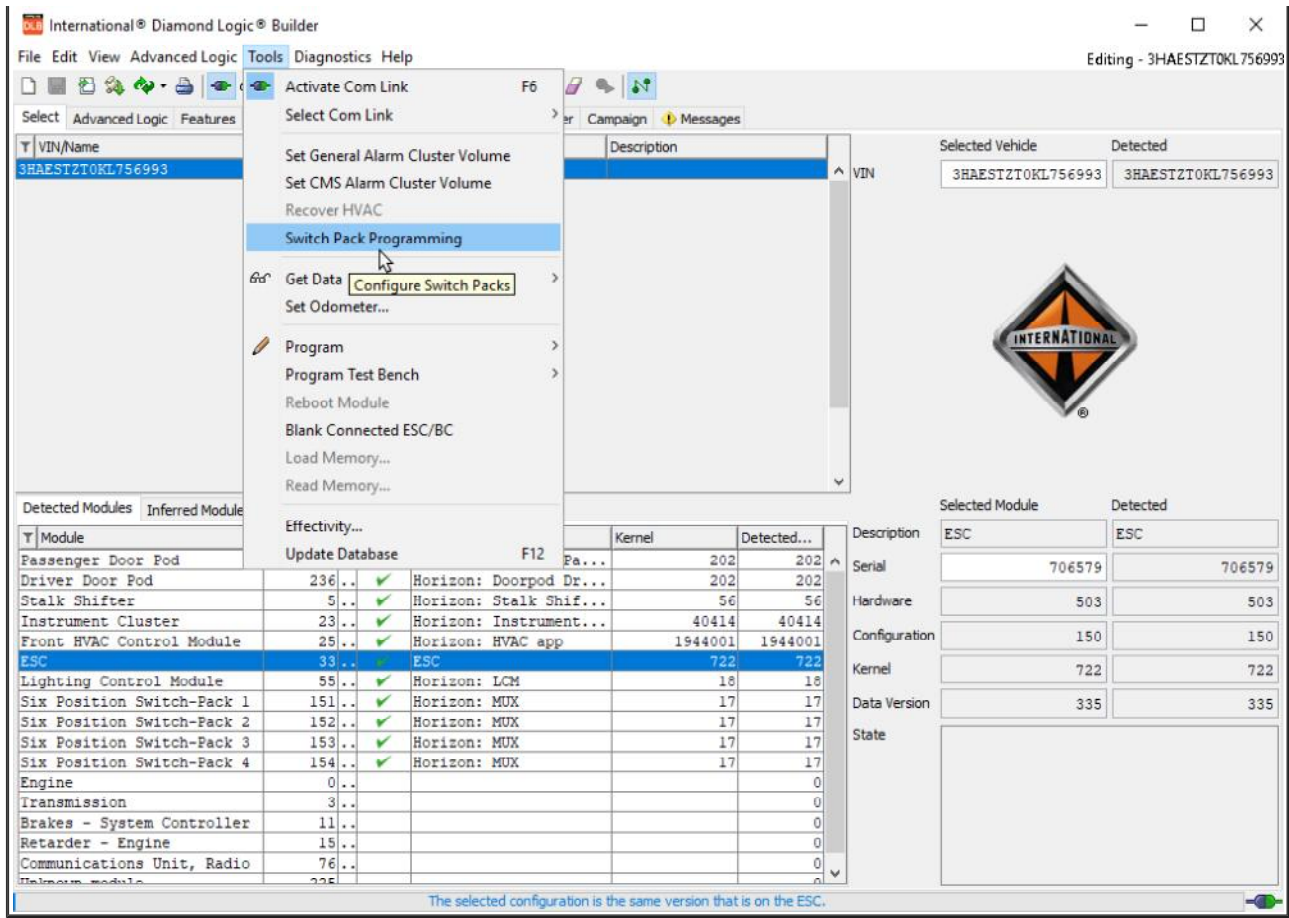 International® Diamond Logic® Builder
File Edit View Advanced Logic Tools Diagnostics Help
Editing - 3HAESTZT0KL756993
Activate Com Link F6
Select Com Link
Set General Alarm Cluster Volume
Set CMS Alarm Cluster Volume
Recover HVAC
Switch Pack Programming
Get Data
Configure Switch Packs
Set Odometer...
Program
Program Test Bench
Reboot Module
Blank Connected ESC/BC
Load Memory...
Read Memory...
Effectivity...
Update Database F12
Select Advanced Logic Features Campaign Messages
VIN/Name Description
3HAESTZT0KL756993
Selected Vehicle Detected
VIN 3HAESTZT0KL756993 3HAESTZT0KL756993
INTERNATIONAL
®
Detected Modules Inferred Module
Module Kernel Detected...
Passenger Door Pod 202 202
Driver Door Pod 236.. Horizon: Doorpod Dr... 202 202
Stalk Shifter 5.. Horizon: Stalk Shif... 56 56
Instrument Cluster 23.. Horizon: Instrument... 40414 40414
Front HVAC Control Module 25.. Horizon: HVAC app 1944001 1944001
ESC 33.. ESC 722 722
Lighting Control Module 55.. Horizon: LCM 18 18
Six Position Switch-Pack 1 151.. Horizon: MUX 17 17
Six Position Switch-Pack 2 152.. Horizon: MUX 17 17
Six Position Switch-Pack 3 153.. Horizon: MUX 17 17
Six Position Switch-Pack 4 154.. Horizon: MUX 17 17
Engine 0.. 0
Transmission 3.. 0
Brakes - System Controller 11.. 0
Retarder - Engine 15.. 0
Communications Unit, Radio 76.. 0
Selected Module Detected
Description ESC ESC
Serial 706579 706579
Hardware 503 503
Configuration 150 150
Kernel 722 722
Data Version 335 335
State
The selected configuration is the same version that is on the ESC.